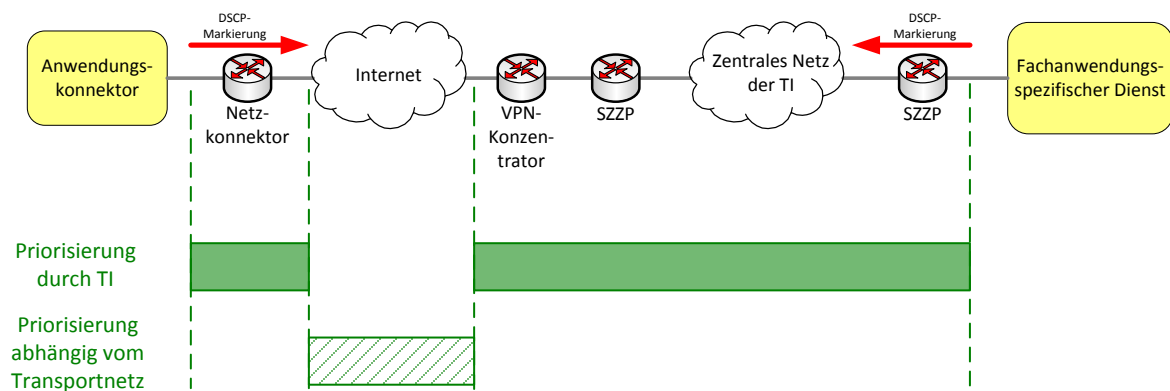 DSCP-
Markierung
DSCP-
Markierung
Anwendungs-
konnektor
Internet
Zentrales Netz
der TI
Fachanwendungs-
spezifischer Dienst
Netz-
konnektor
VPN-
Konzen-
trator
SZZP
SZZP
Priorisierung
durch TI
Priorisierung
abhängig vom
Transportnetz